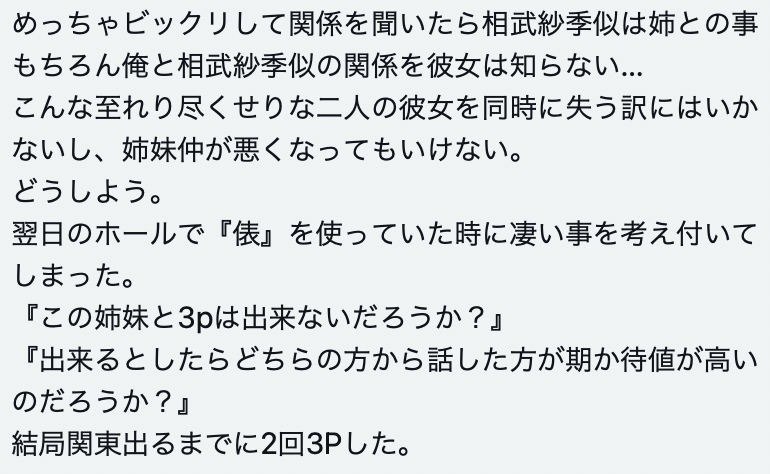 めっちゃビックリして関係を聞いたら相武紗季似は姉との事
もちろん俺と相武紗季似の関係を彼女は知らない...
こんな至れり尽くせりな二人の彼女を同時に失う訳にはいか
ないし、姉妹仲が悪くなってもいけない。
どうしよう。
翌日のホールで『俵』を使っていた時に凄い事を考え付いて
しまった。
『この姉妹と3pは出来ないだろうか？』
『出来るとしたらどちらの方から話した方が期か待値が高い
のだろうか？』
結局関東出るまでに2回3Pした。